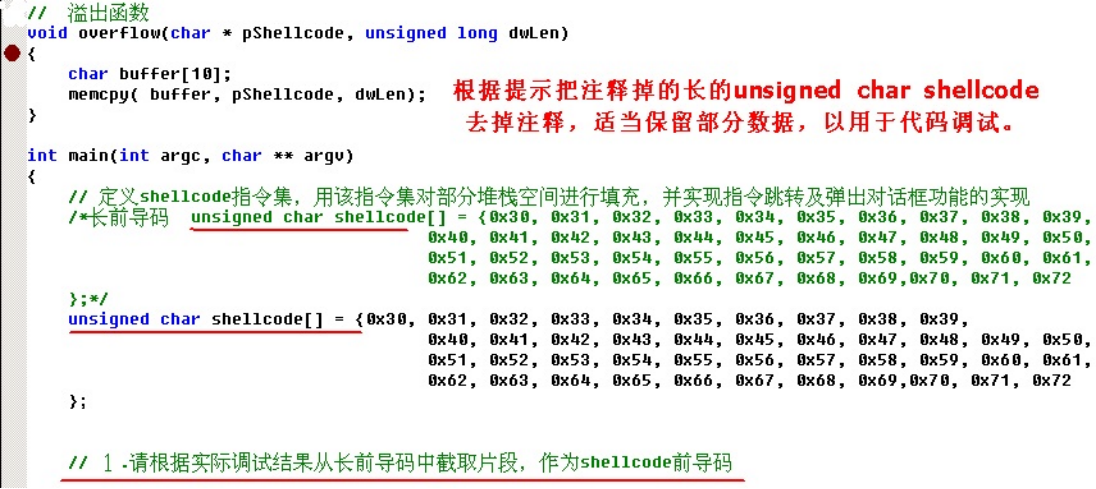 // 溢出函数
void overflow(char * pShellcode, unsigned long dwLen)
{
char buffer[10];
memcpy( buffer, pShellcode, dwLen);
}
根据提示把注释掉的长的unsigned char shellcode
去掉注释，适当保留部分数据，以用于代码调试。
int main(int argc, char ** argv)
{
// 定义shellcode指令集，用该指令集对部分堆栈空间进行填充，并实现指令跳转及弹出对话框功能的实现
/*长前导码 unsigned char shellcode[] = {0x30, 0x31, 0x32, 0x33, 0x34, 0x35, 0x36, 0x37, 0x38, 0x39,
0x40, 0x41, 0x42, 0x43, 0x44, 0x45, 0x46, 0x47, 0x48, 0x49, 0x50,
0x51, 0x52, 0x53, 0x54, 0x55, 0x56, 0x57, 0x58, 0x59, 0x60, 0x61,
0x62, 0x63, 0x64, 0x65, 0x66, 0x67, 0x68, 0x69,0x70, 0x71, 0x72
};*/
unsigned char shellcode[] = {0x30, 0x31, 0x32, 0x33, 0x34, 0x35, 0x36, 0x37, 0x38, 0x39,
0x40, 0x41, 0x42, 0x43, 0x44, 0x45, 0x46, 0x47, 0x48, 0x49, 0x50,
0x51, 0x52, 0x53, 0x54, 0x55, 0x56, 0x57, 0x58, 0x59, 0x60, 0x61,
0x62, 0x63, 0x64, 0x65, 0x66, 0x67, 0x68, 0x69,0x70, 0x71, 0x72
};
// 1.请根据实际调试结果从长前导码中截取片段，作为shellcode前导码